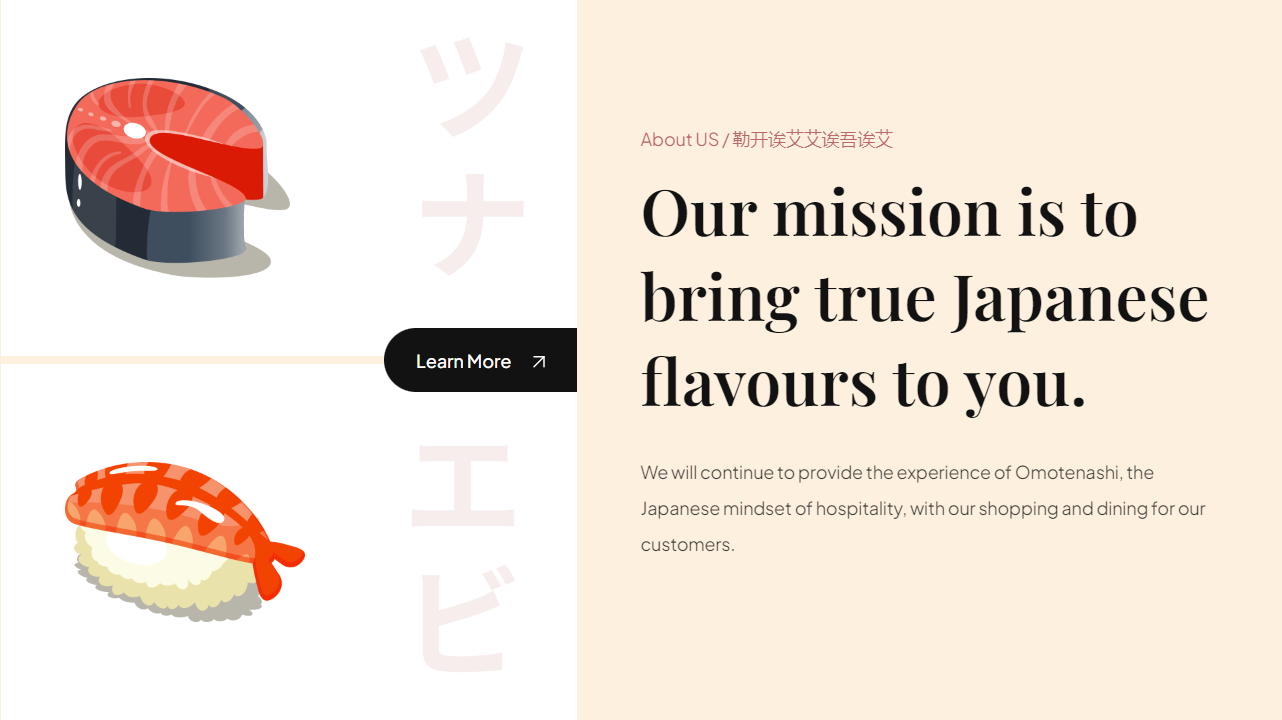 ツナ
Learn More
エビ
About US / 勒开诶艾艾诶吾诶艾
Our mission is to
bring true Japanese
flavours to you.
We will continue to provide the experience of Omotenashi, the
Japanese mindset of hospitality, with our shopping and dining for our
customers.